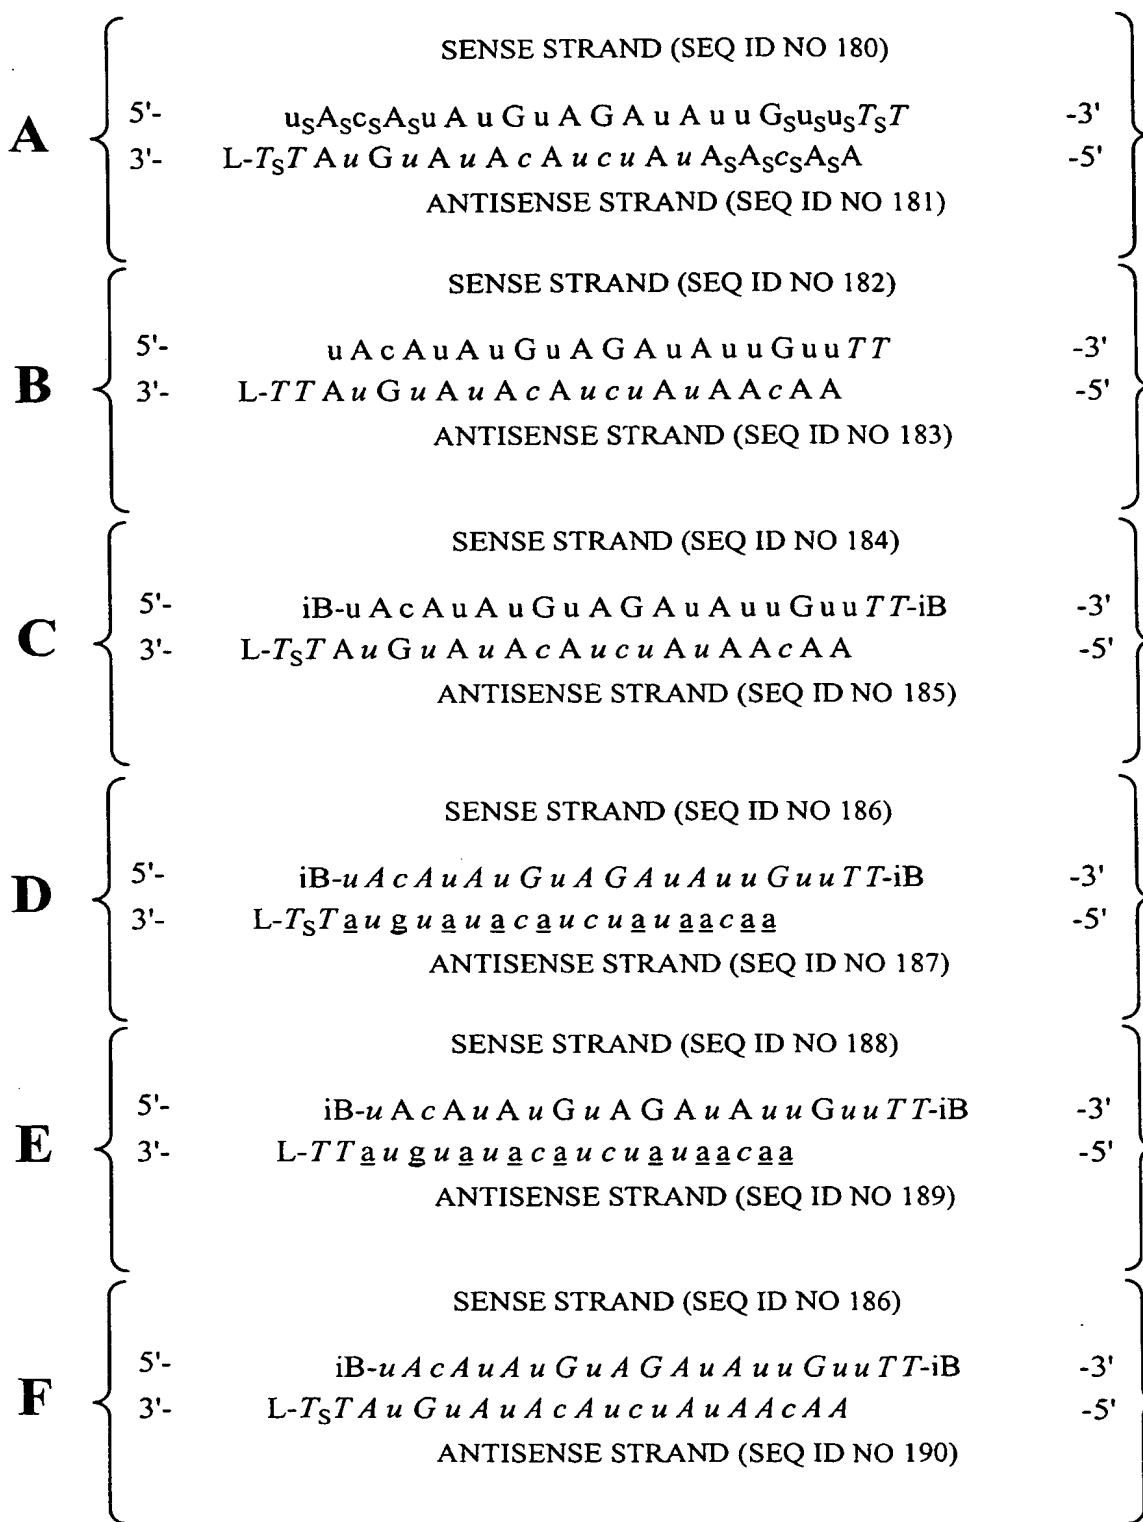 SENSE STRAND (SEQ ID NO 180)
A
5'- usAscsAsu A u G u A G A u A u u GsususTsT -3'
3'- L-TsT A u G u A u A c A u c u A u AsAscsAsA -5'
ANTISENSE STRAND (SEQ ID NO 181)
SENSE STRAND (SEQ ID NO 182)
B
5'- u A c A u A u G u A G A u A u u G u u T T -3'
3'- L-T T A u G u A u A c A u c u A u A A c A A -5'
ANTISENSE STRAND (SEQ ID NO 183)
SENSE STRAND (SEQ ID NO 184)
C
5'- iB-u A c A u A u G u A G A u A u u G u u T T-iB -3'
3'- L-TsT A u G u A u A c A u c u A u A A c A A -5'
ANTISENSE STRAND (SEQ ID NO 185)
SENSE STRAND (SEQ ID NO 186)
D
5'- iB-u A c A u A u G u A G A u A u u G u u T T-iB -3'
3'- L-TsT a u g u a u a c a u c u a u a a c a a -5'
ANTISENSE STRAND (SEQ ID NO 187)
SENSE STRAND (SEQ ID NO 188)
E
5'- iB-u A c A u A u G u A G A u A u u G u u T T-iB -3'
3'- L-T T a u g u a u a c a u c u a u a a c a a -5'
ANTISENSE STRAND (SEQ ID NO 189)
SENSE STRAND (SEQ ID NO 186)
F
5'- iB-u A c A u A u G u A G A u A u u G u u T T-iB -3'
3'- L-TsT A u G u A u A c A u c u A u A A c A A -5'
ANTISENSE STRAND (SEQ ID NO 190)